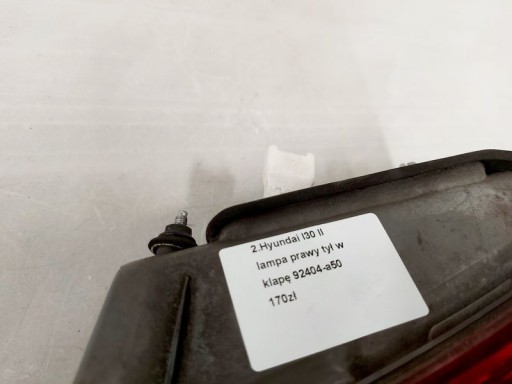 2.Hyundai I30 II
lampa prawy tył w
klapę 92404-a50
170zł